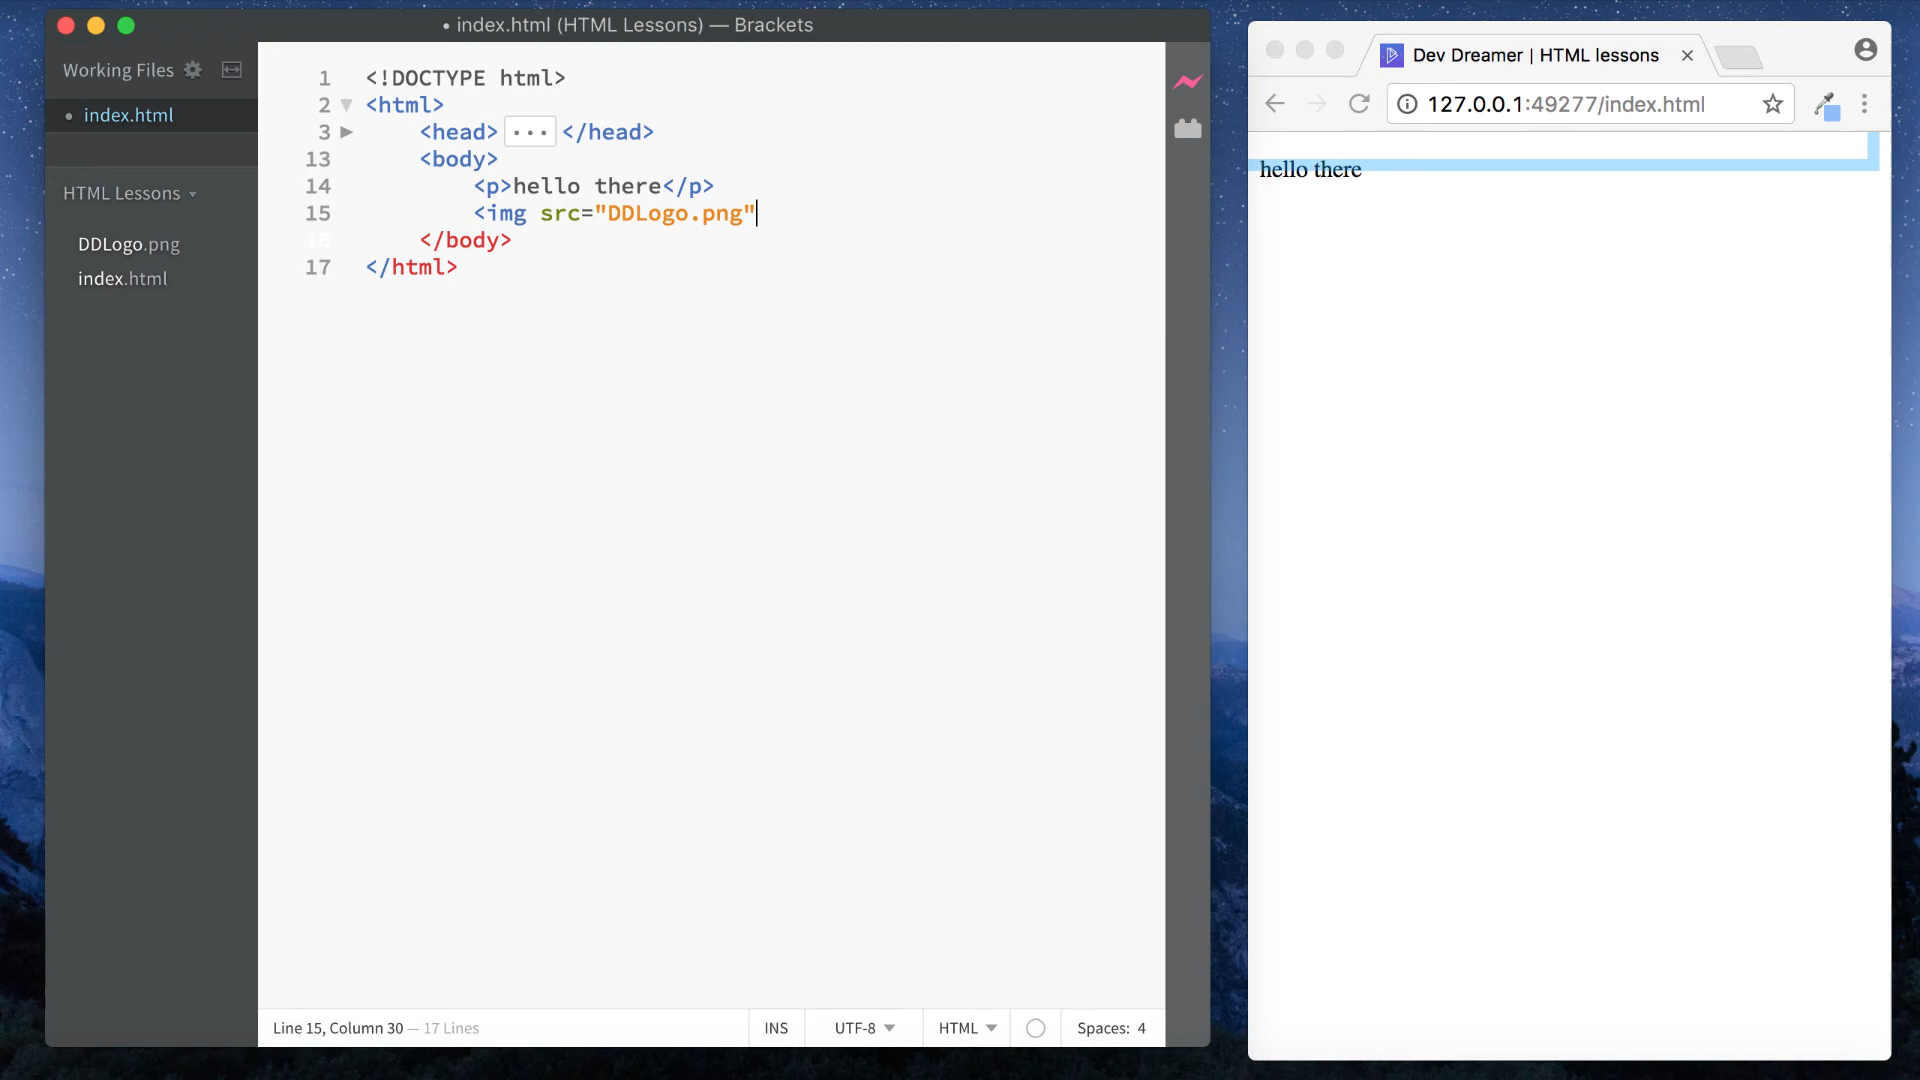 • index.html (HTML Lessons) — Brackets
Working Files
• index.html
HTML Lessons
DDLogo.png
index.html
1 <!DOCTYPE html>
2 <html>
3 <head> ... </head>
13 <body>
14 <p>hello there</p>
15 <img src="DDLogo.png"
16 </body>
17 </html>
Line 15, Column 30 — 17 Lines
INS
UTF-8
HTML
Spaces: 4
Dev Dreamer | HTML lessons
127.0.0.1:49277/index.html
hello there